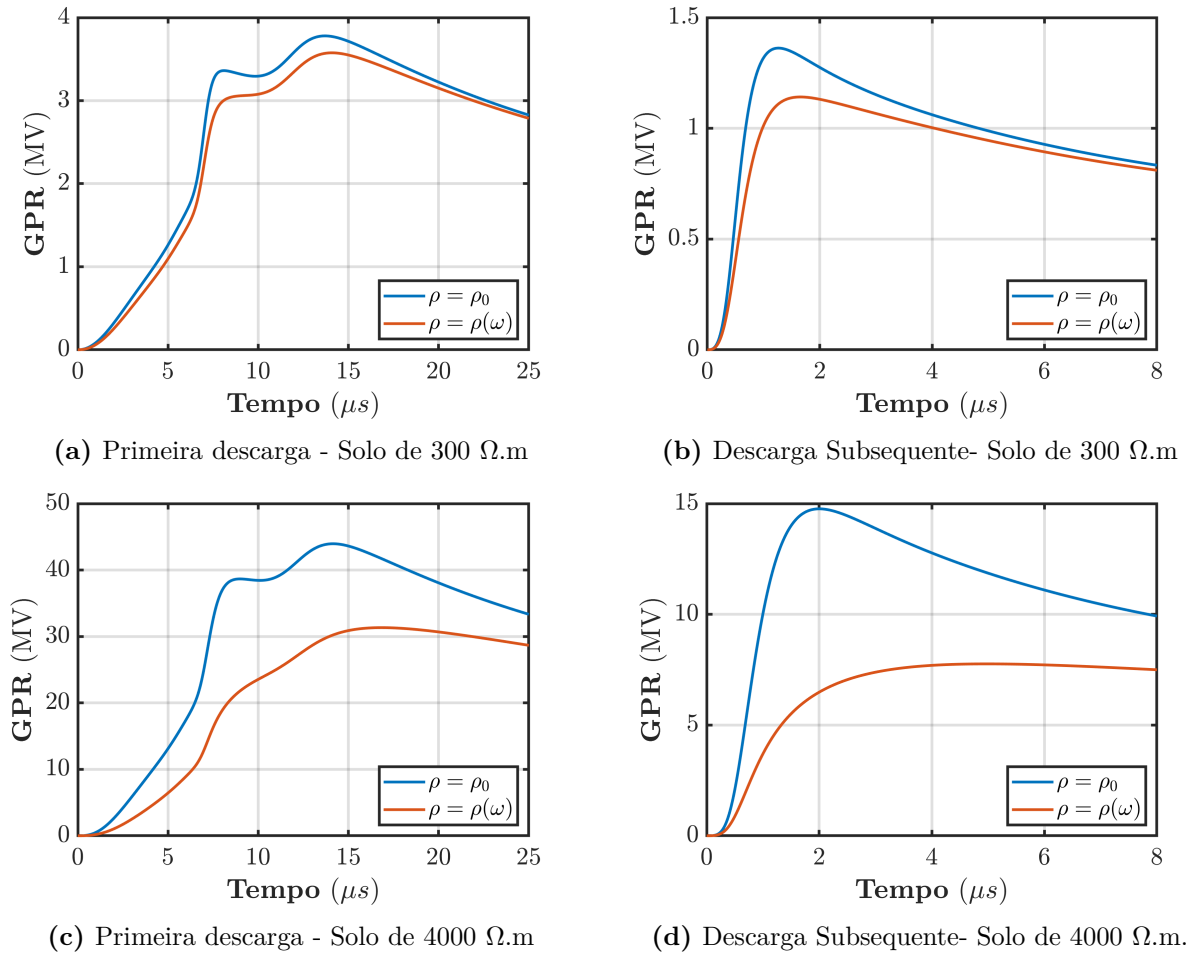 4
3
2
1
0
GPR (MV)
0 5 10 15 20 25
Tempo (μs)
ρ = ρ₀
ρ = ρ(ω)
(a) Primeira descarga - Solo de 300 Ω.m
1.5
1
0.5
0
GPR (MV)
0 2 4 6 8
Tempo (μs)
ρ = ρ₀
ρ = ρ(ω)
(b) Descarga Subsequente- Solo de 300 Ω.m
50
40
30
20
10
0
GPR (MV)
0 5 10 15 20 25
Tempo (μs)
ρ = ρ₀
ρ = ρ(ω)
(c) Primeira descarga - Solo de 4000 Ω.m
15
10
5
0
GPR (MV)
0 2 4 6 8
Tempo (μs)
ρ = ρ₀
ρ = ρ(ω)
(d) Descarga Subsequente- Solo de 4000 Ω.m.